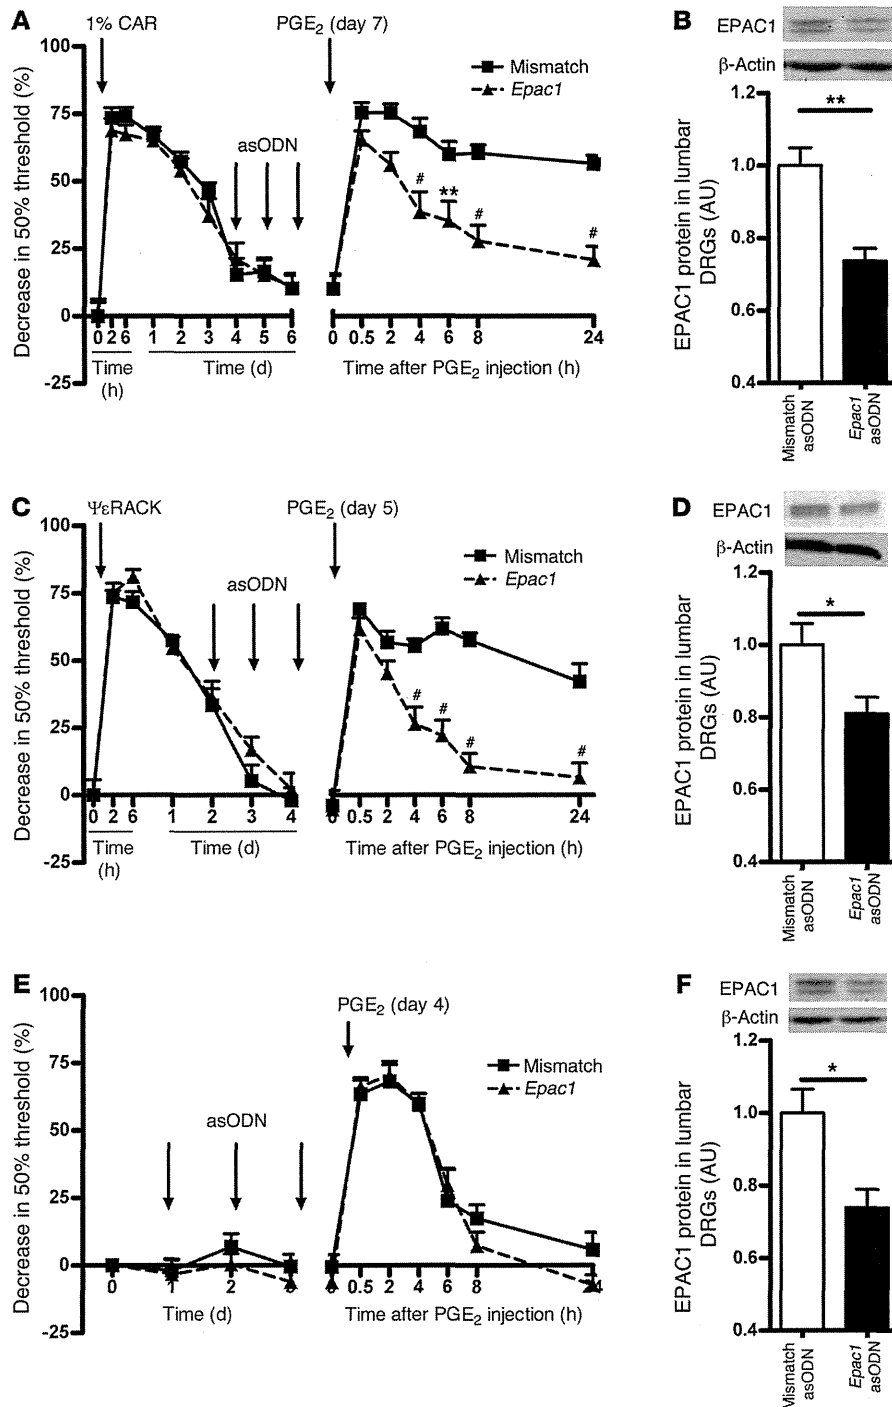 A
1% CAR
PGE2 (day 7)
Decrease in 50% threshold (%)
100
75
50
25
0
-25
asODN
Mismatch
Epac1
# ** # #
0 2 6 1 2 3 4 5 6
Time (h)
Time (d)
0 0.5 2 4 6 8 24
Time after PGE2 injection (h)
B
EPAC1
β-Actin
EPAC1 protein in lumbar DRGs (AU)
1.2
1.0
0.8
0.6
0.4
**
Mismatch asODN
Epac1 asODN
C
ΨεRACK
PGE2 (day 5)
Decrease in 50% threshold (%)
100
75
50
25
0
-25
asODN
Mismatch
Epac1
# # # #
0 2 6 1 2 3 4
Time (h)
Time (d)
0 0.5 2 4 6 8 24
Time after PGE2 injection (h)
D
EPAC1
β-Actin
EPAC1 protein in lumbar DRGs (AU)
1.2
1.0
0.8
0.6
0.4
*
Mismatch asODN
Epac1 asODN
E
PGE2 (day 4)
Decrease in 50% threshold (%)
100
75
50
25
0
-25
asODN
Mismatch
Epac1
0 1 2 3
Time (d)
0 0.5 2 4 6 8 24
Time after PGE2 injection (h)
F
EPAC1
β-Actin
EPAC1 protein in lumbar DRGs (AU)
1.2
1.0
0.8
0.6
0.4
*
Mismatch asODN
Epac1 asODN